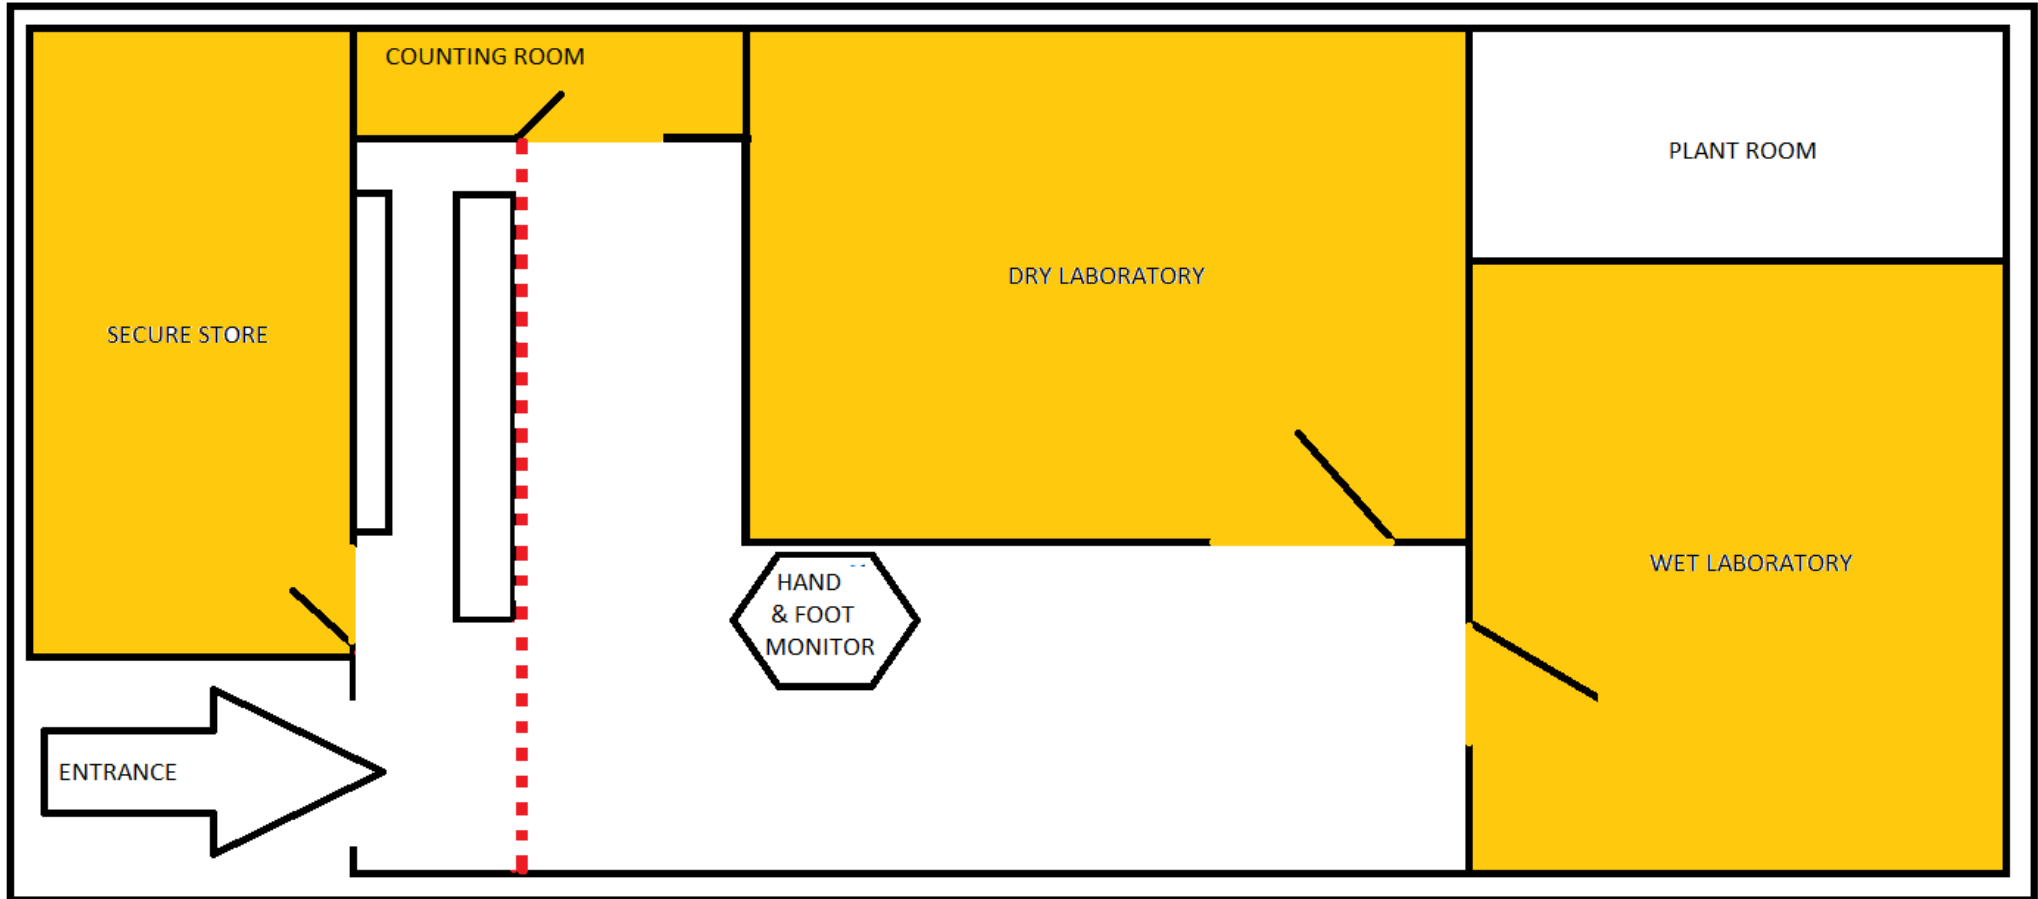 COUNTING ROOM
PLANT ROOM
DRY LABORATORY
SECURE STORE
WET LABORATORY
HAND
& FOOT
MONITOR
ENTRANCE